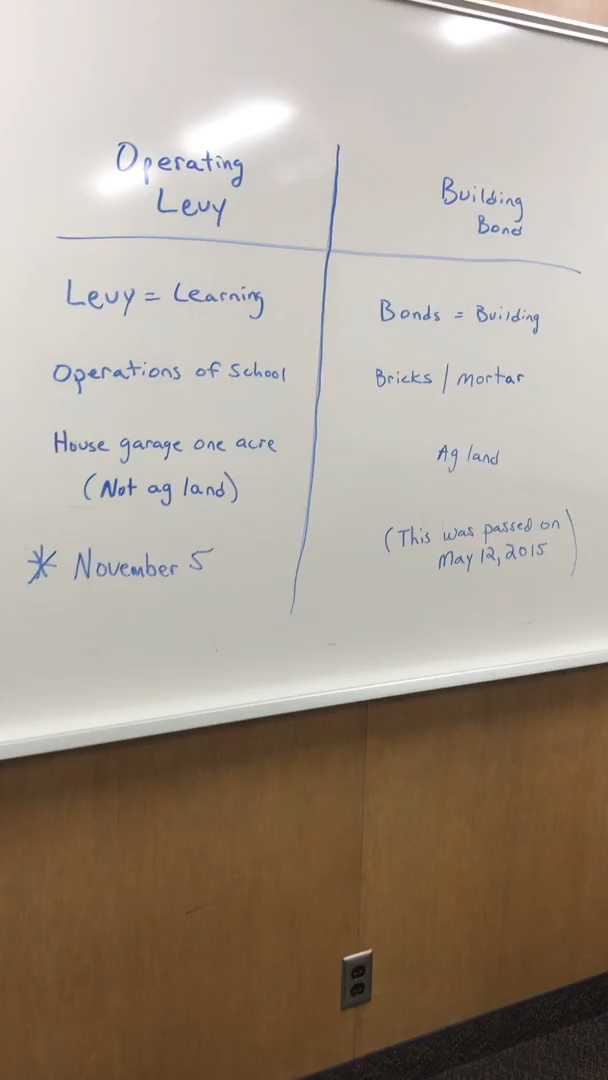 Operating
Levy
Levy = Learning
Operations of School
House garage one acre
(Not ag land)
* November 5
Building
Bond
Bonds = Building
Bricks / mortar
Ag land
(This was passed on
May 12, 2015)